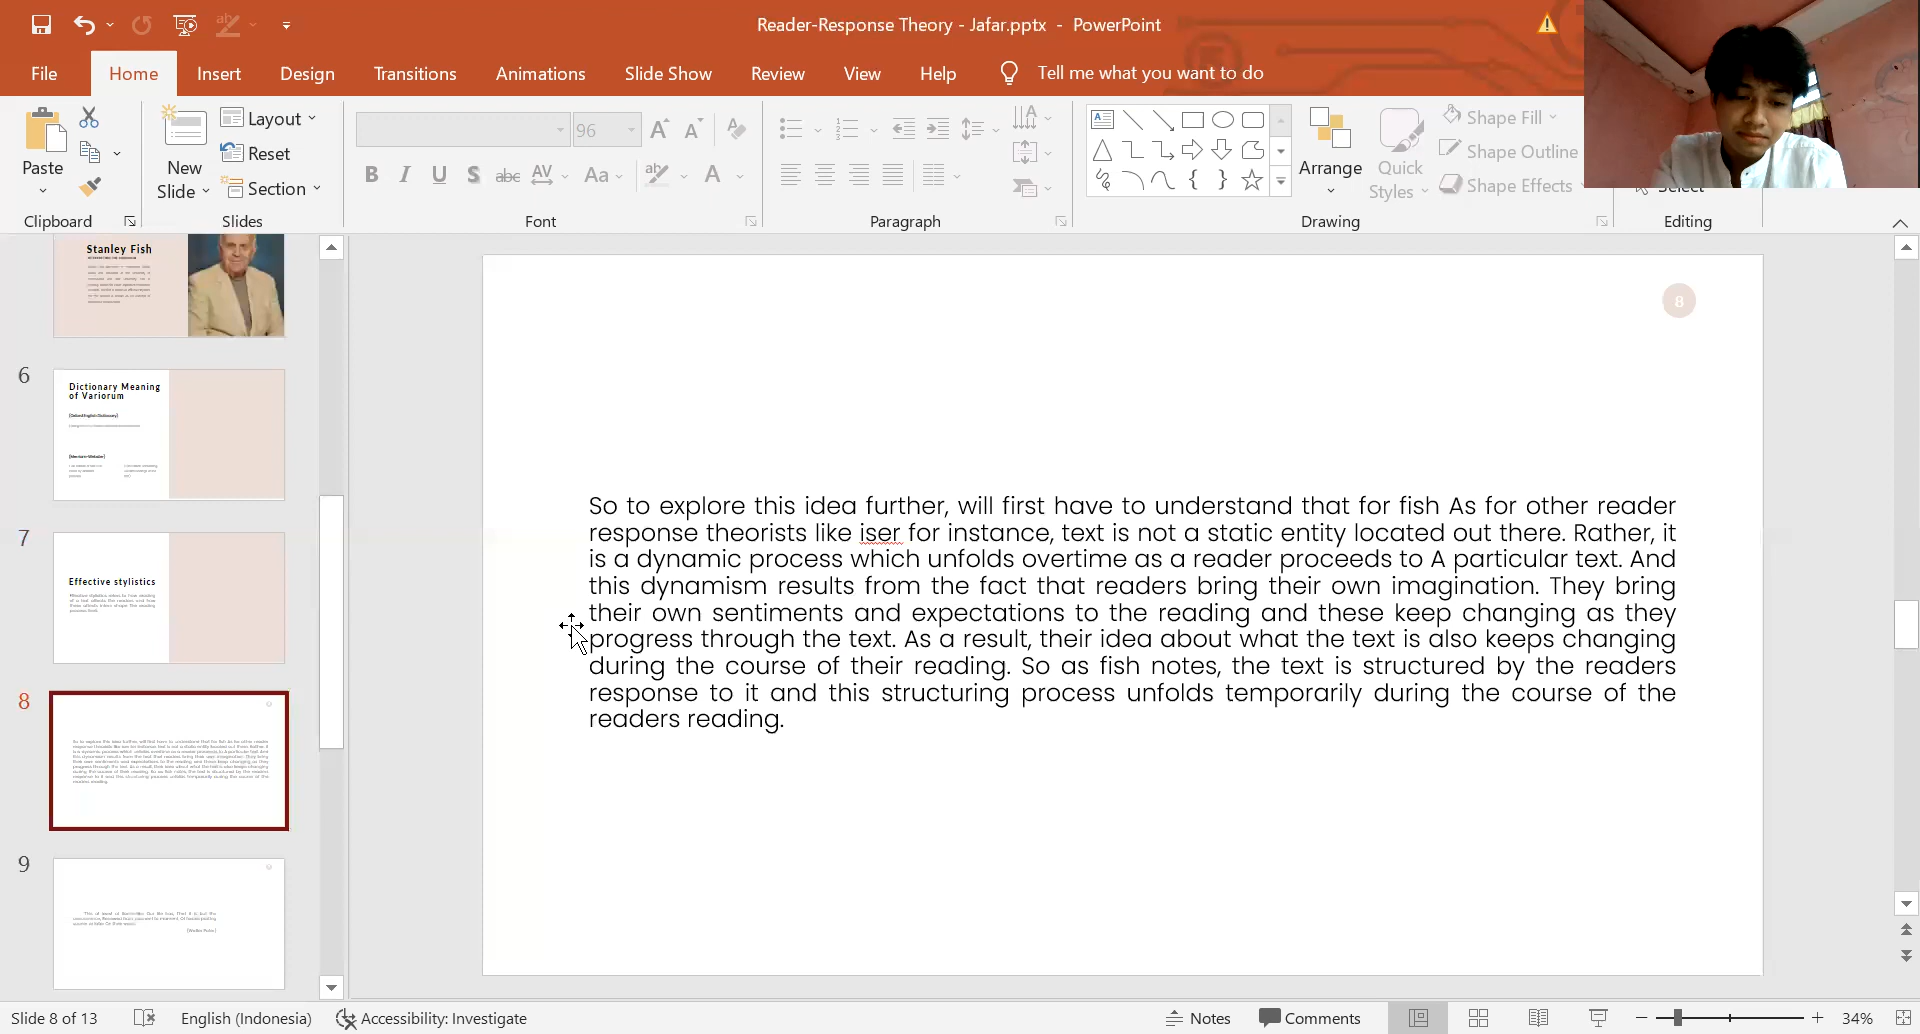 Reader-Response Theory - Jafar.pptx - PowerPoint
File Home Insert Design Transitions Animations Slide Show Review View Help Tell me what you want to do
Paste
New
Slide
Layout
Reset
Section
96
B I U S abc AV Aa A
Arrange
Quick
Styles
Shape Fill
Shape Outline
Shape Effects
Select
Clipboard Slides Font Paragraph Drawing Editing
Stanley Fish
6
Dictionary Meaning
of Variorum
7
Effective stylistics
8
9
8
So to explore this idea further, will first have to understand that for fish As for other reader
response theorists like iser for instance, text is not a static entity located out there. Rather, it
is a dynamic process which unfolds overtime as a reader proceeds to A particular text. And
this dynamism results from the fact that readers bring their own imagination. They bring
their own sentiments and expectations to the reading and these keep changing as they
progress through the text. As a result, their idea about what the text is also keeps changing
during the course of their reading. So as fish notes, the text is structured by the readers
response to it and this structuring process unfolds temporarily during the course of the
readers reading.
Slide 8 of 13 English (Indonesia) Accessibility: Investigate Notes Comments 34%